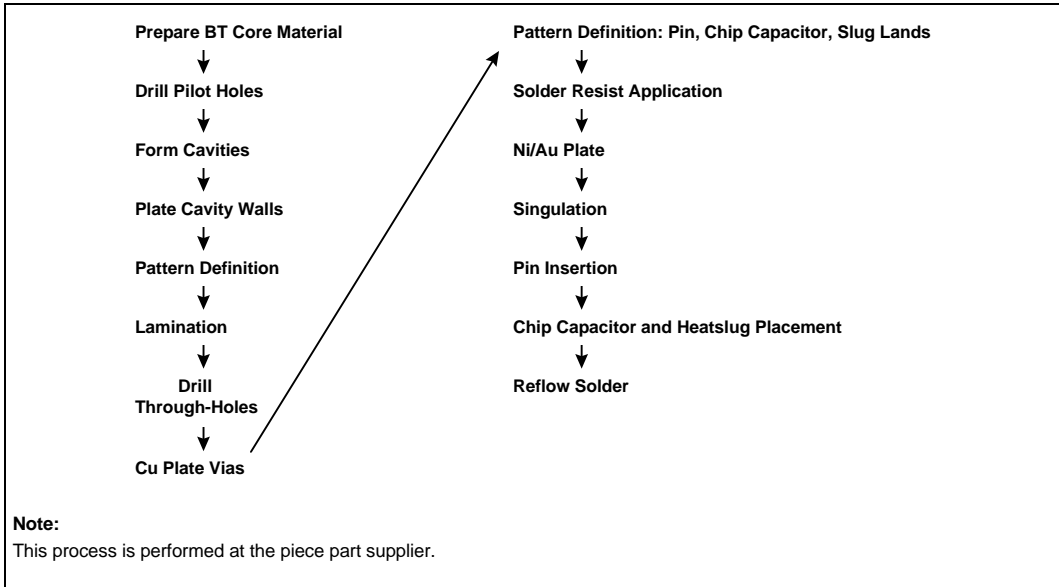 Prepare BT Core Material
Drill Pilot Holes
Form Cavities
Plate Cavity Walls
Pattern Definition
Lamination
Drill
Through-Holes
Cu Plate Vias
Pattern Definition: Pin, Chip Capacitor, Slug Lands
Solder Resist Application
Ni/Au Plate
Singulation
Pin Insertion
Chip Capacitor and Heatslug Placement
Reflow Solder
Note:
This process is performed at the piece part supplier.